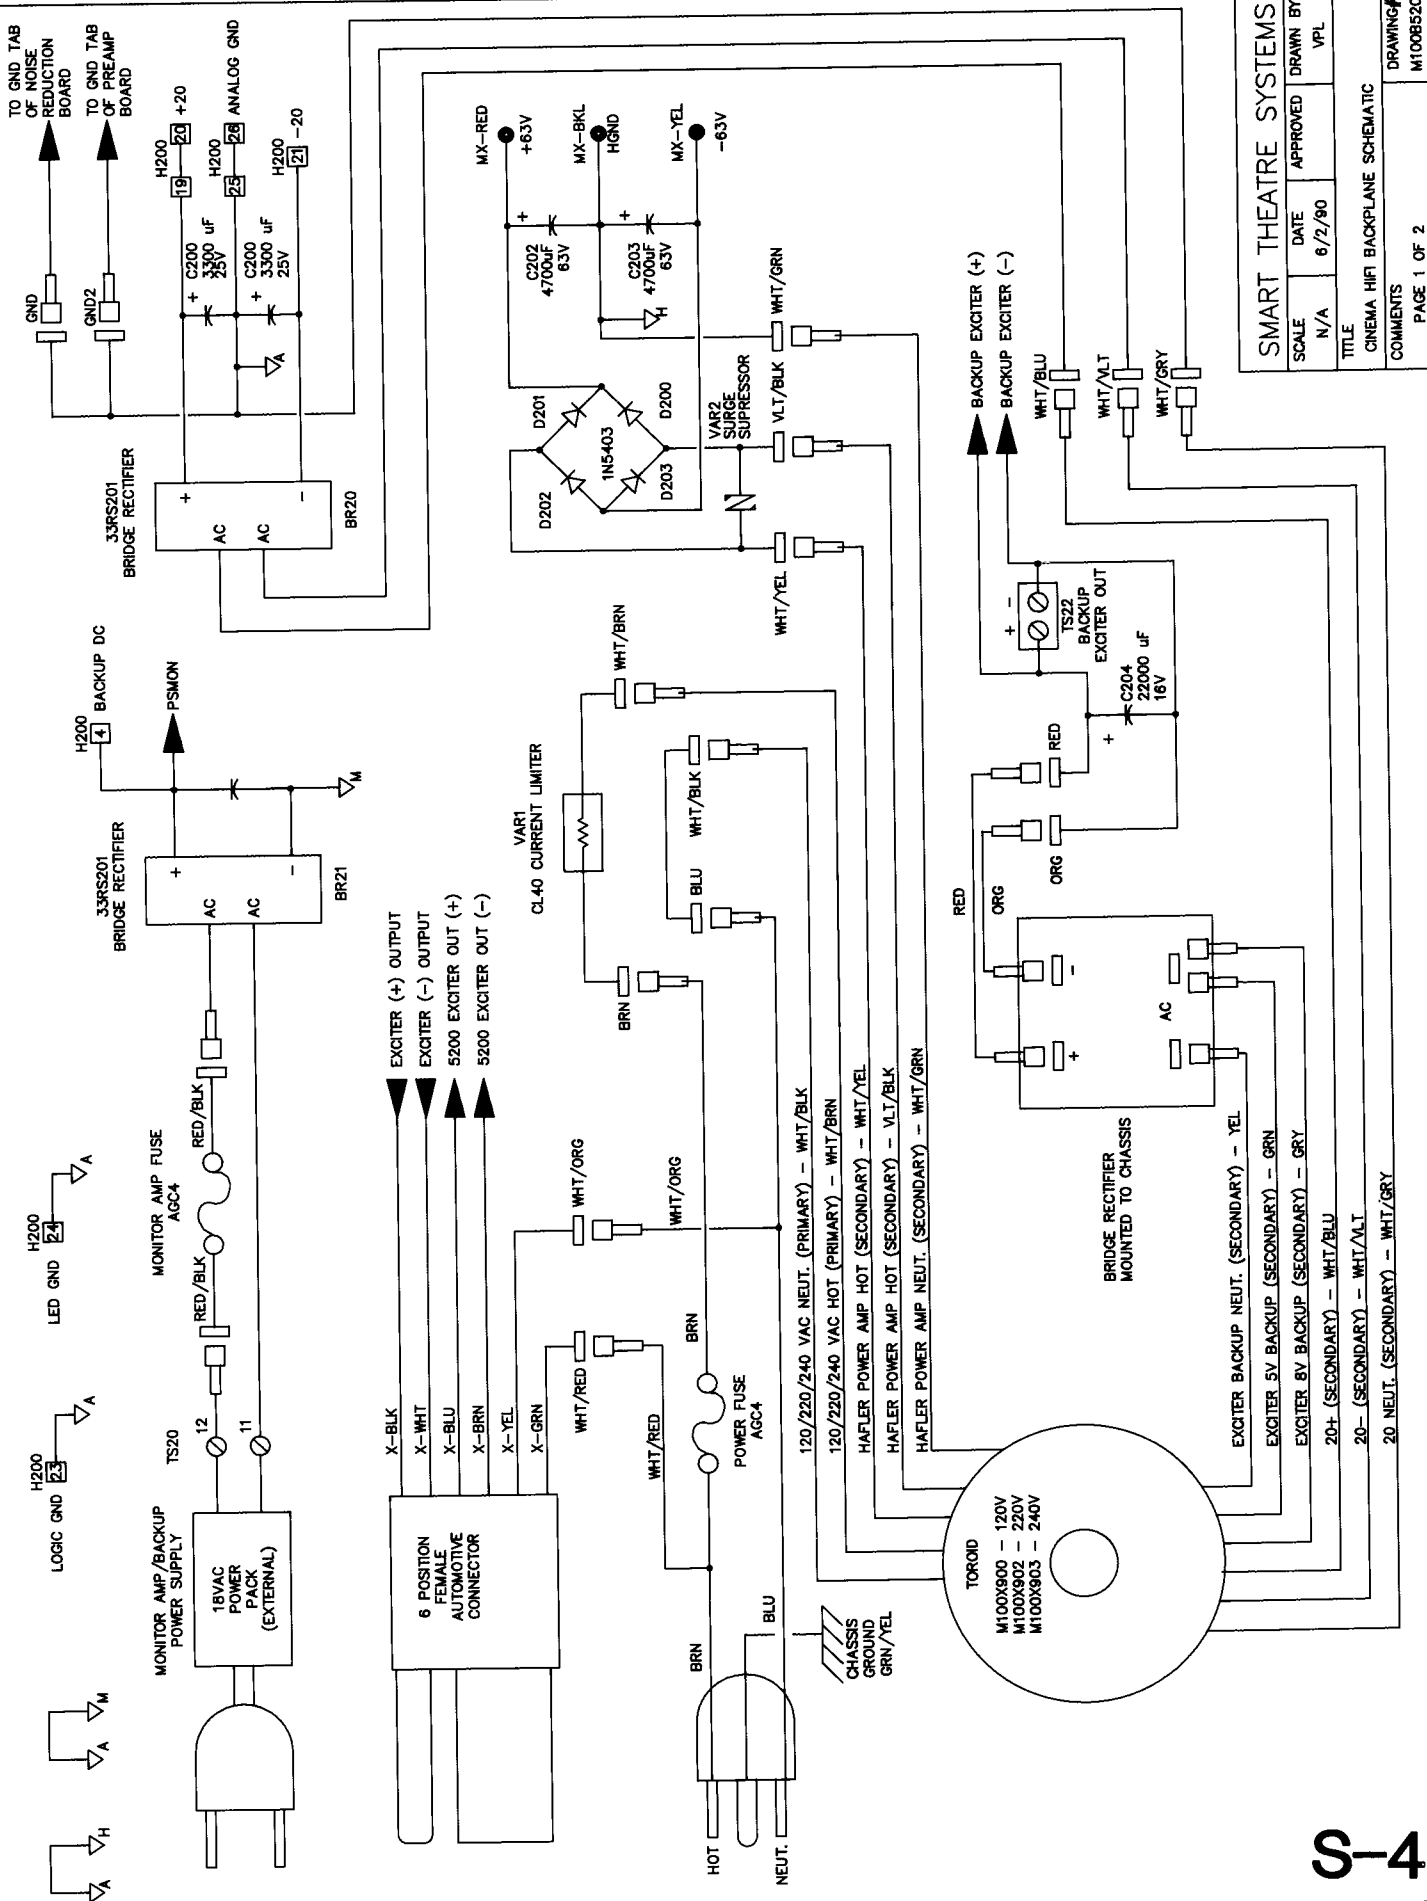 LOGIC GND
H200
23
A
LED GND
H200
24
A
A
H
A
M
MONITOR AMP/BACKUP
POWER SUPPLY
18VAC
POWER
PACK
(EXTERNAL)
TS20
12
11
RED/BLK
MONITOR AMP FUSE
AGC4
RED/BLK
33RS201
BRIDGE RECTIFIER
AC
AC
+
-
BR21
H200
4
BACKUP DC
PSMON
M
33RS201
BRIDGE RECTIFIER
AC
AC
+
-
BR20
GND
TO GND TAB
OF NOISE
REDUCTION
BOARD
GND2
TO GND TAB
OF PREAMP
BOARD
+
C200
3300 uF
25V
+
C200
3300 uF
25V
A
H200
19
20
+20
H200
25
26
ANALOG GND
H200
21
-20
6 POSITION
FEMALE
AUTOMOTIVE
CONNECTOR
X-BLK
X-WHT
X-BLU
X-BRN
X-YEL
X-GRN
EXCITER (+) OUTPUT
EXCITER (-) OUTPUT
5200 EXCITER OUT (+)
5200 EXCITER OUT (-)
WHT/RED
WHT/ORG
WHT/RED
WHT/ORG
HOT
NEUT.
BRN
BLU
CHASSIS
GROUND
GRN/YEL
POWER FUSE
AGC4
BRN
BRN
VAR1
CL40 CURRENT LIMITER
WHT/BRN
BLU
WHT/BLK
D202
D201
1N5403
D203
D200
VAR2
SURGE
SUPRESSOR
WHT/YEL
VLT/BLK
WHT/GRN
+
C202
4700uF
63V
+
C203
4700uF
63V
H
MX-RED
+63V
MX-BKL
HGND
MX-YEL
-63V
TOROID
M100X900 - 120V
M100X902 - 220V
M100X903 - 240V
120/220/240 VAC NEUT. (PRIMARY) - WHT/BLK
120/220/240 VAC HOT (PRIMARY) - WHT/BRN
HAFLER POWER AMP HOT (SECONDARY) - WHT/YEL
HAFLER POWER AMP HOT (SECONDARY) - VLT/BLK
HAFLER POWER AMP NEUT. (SECONDARY) - WHT/GRN
EXCITER BACKUP NEUT. (SECONDARY) - YEL
EXCITER 5V BACKUP (SECONDARY) - GRN
EXCITER 8V BACKUP (SECONDARY) - GRY
20+ (SECONDARY) - WHT/BLU
20- (SECONDARY) - WHT/VLT
20 NEUT. (SECONDARY) - WHT/GRY
BRIDGE RECTIFIER
MOUNTED TO CHASSIS
+
-
AC
RED
ORG
ORG
RED
+
C204
22000 uF
16V
+ -
TS22
BACKUP
EXCITER OUT
BACKUP EXCITER (+)
BACKUP EXCITER (-)
WHT/BLU
WHT/VLT
WHT/GRY
SMART THEATRE SYSTEMS
SCALE
N/A
DATE
6/2/90
APPROVED
DRAWN BY
VPL
TITLE
CINEMA HIFI BACKPLANE SCHEMATIC
COMMENTS
PAGE 1 OF 2
S-4